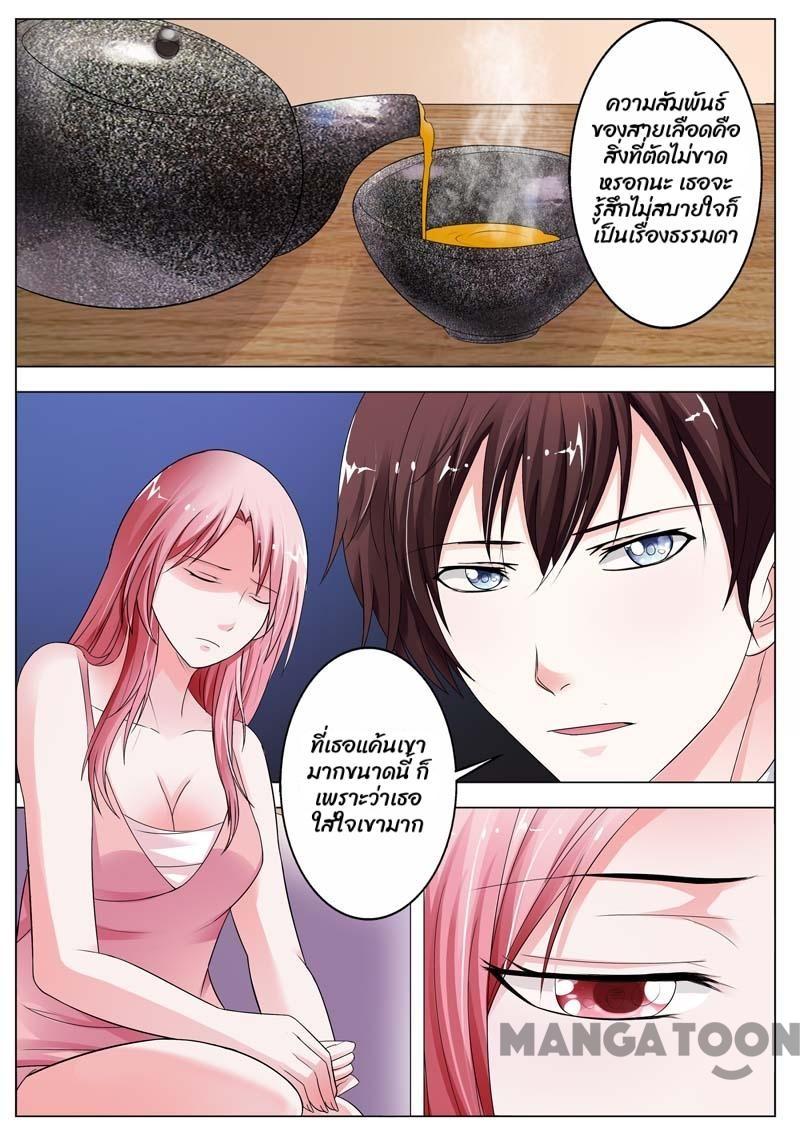 ความสัมพันธ์
ของสายเลือดคือ
สิ่งที่ตัดไม่ขาด
หรอกนะ เธอจะ
รู้สึกไม่สบายใจก็
เป็นเรื่องธรรมดา
ที่เธอแค้นเขา
มากขนาดนี้ ก็
เพราะว่าเธอ
ใส่ใจเขามาก
MANGATOON